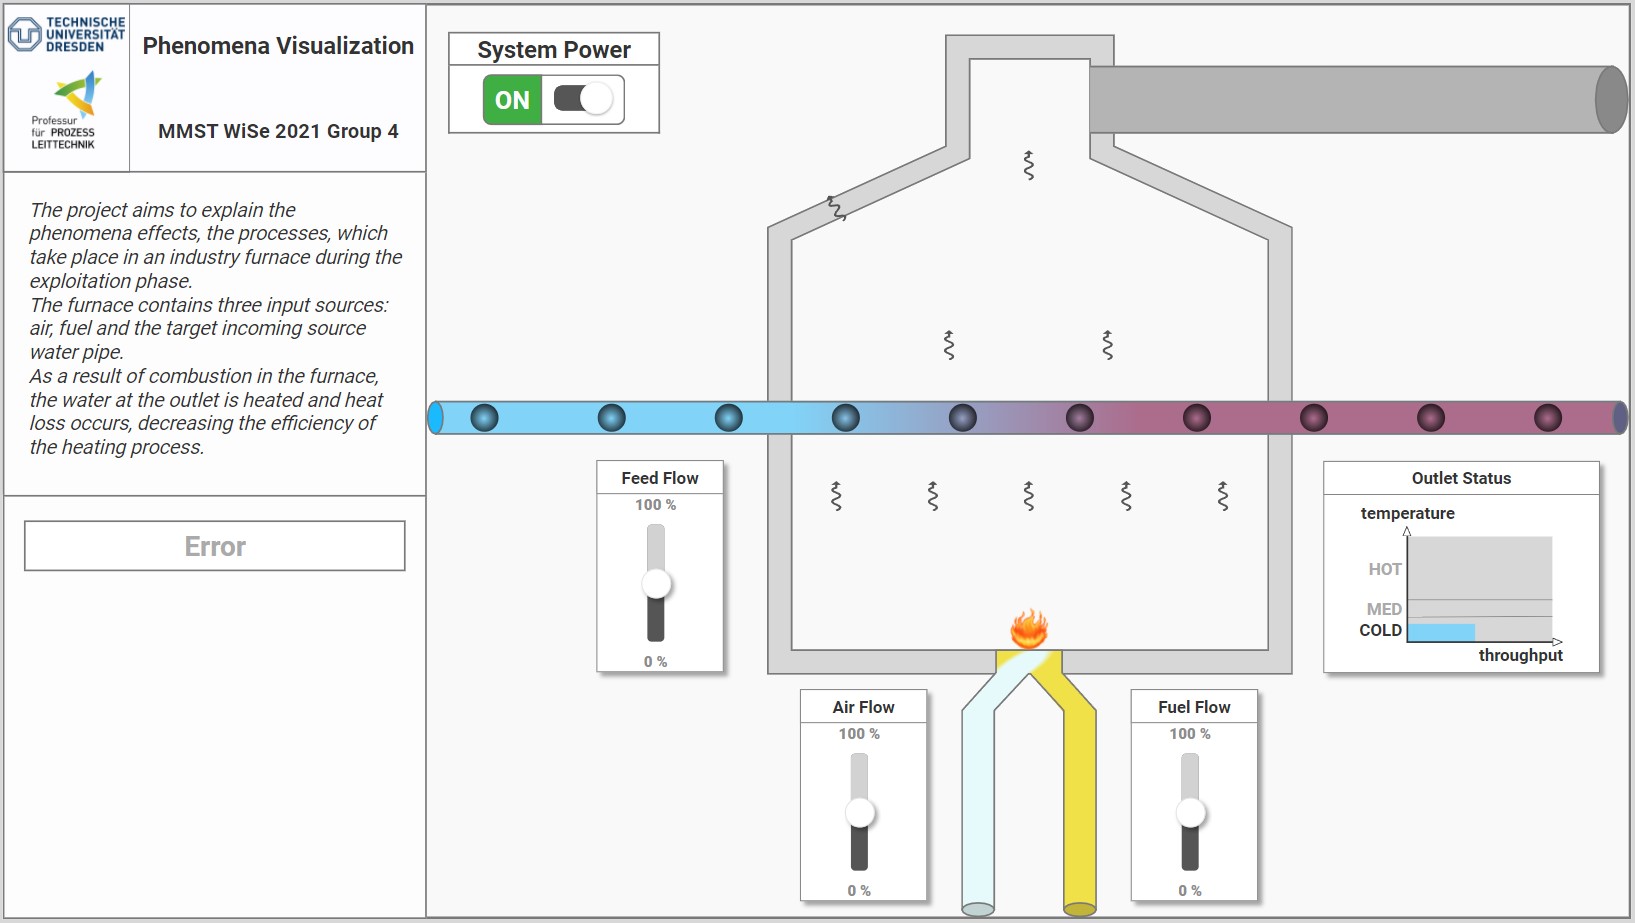 TECHNISCHE
UNIVERSITÄT
DRESDEN
Professur
für PROZESS
LEITTECHNIK
Phenomena Visualization
MMST WiSe 2021 Group 4
The project aims to explain the
phenomena effects, the processes, which
take place in an industry furnace during the
exploitation phase.
The furnace contains three input sources:
air, fuel and the target incoming source
water pipe.
As a result of combustion in the furnace,
the water at the outlet is heated and heat
loss occurs, decreasing the efficiency of
the heating process.
Error
System Power
ON
Feed Flow
100 %
0 %
Air Flow
100 %
0 %
Fuel Flow
100 %
0 %
Outlet Status
temperature
HOT
MED
COLD
throughput